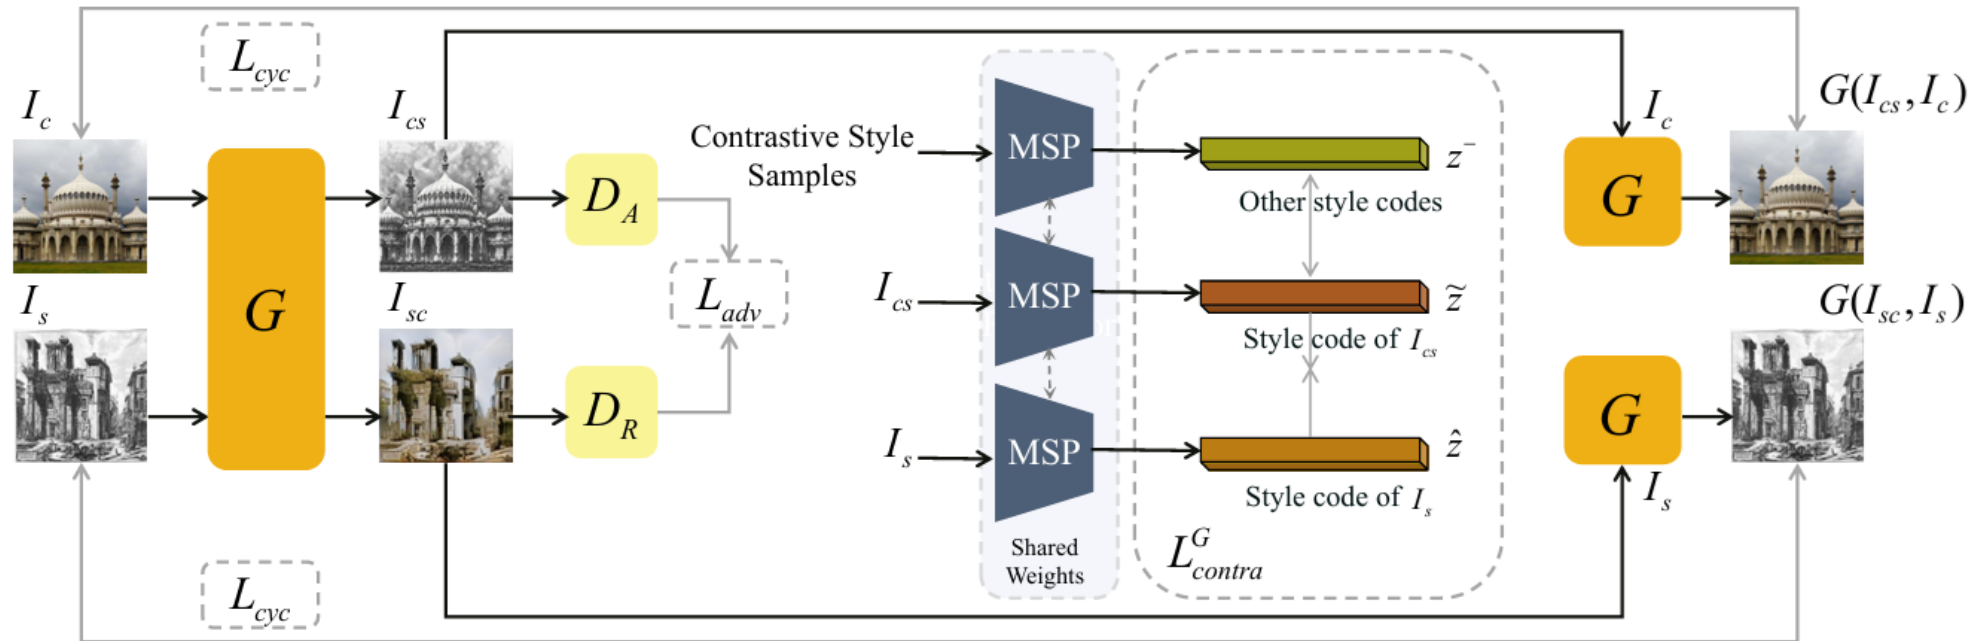 L_cyc
I_c
I_cs
G(I_cs, I_c)
I_c
Contrastive Style
Samples
MSP
z^-
Other style codes
G
D_A
G
I_s
I_sc
L_adv
I_cs
MSP
z̃
Style code of I_cs
G(I_sc, I_s)
G
D_R
I_s
MSP
ẑ
Style code of I_s
I_s
Shared
Weights
L^G_contra
L_cyc